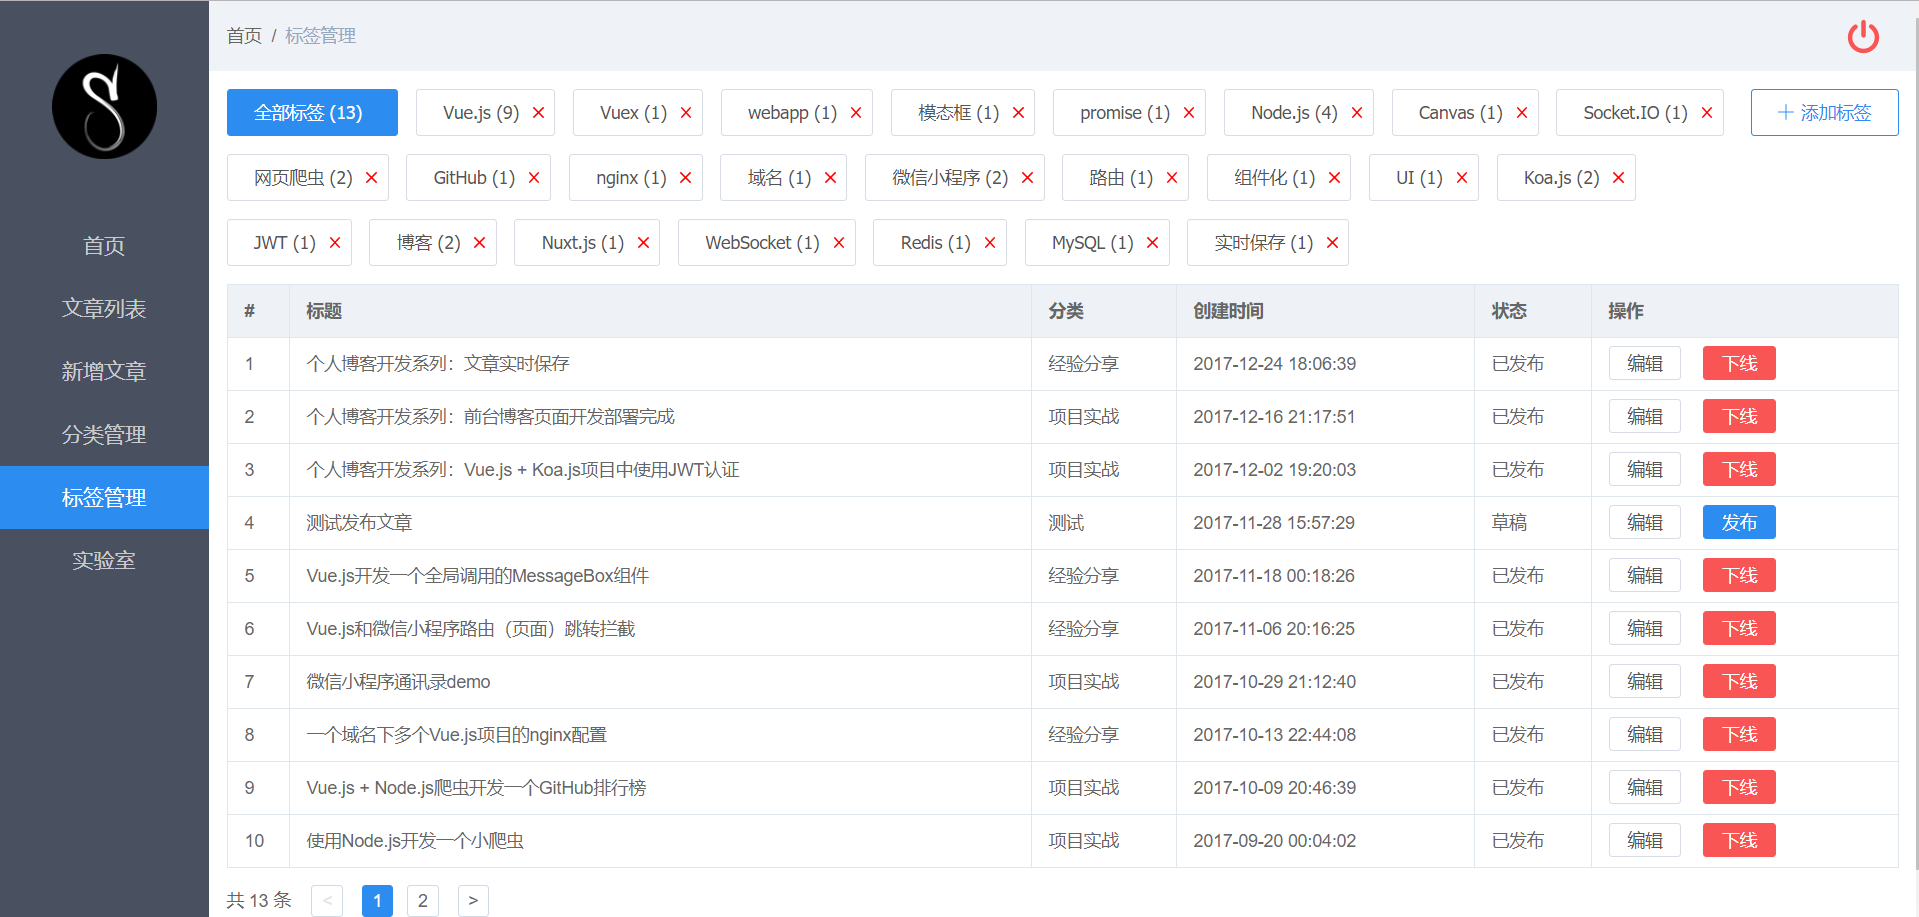 首页 / 标签管理
首页
文章列表
新增文章
分类管理
标签管理
实验室
全部标签 (13) Vue.js (9) Vuex (1) webapp (1) 模态框 (1) promise (1) Node.js (4) Canvas (1) Socket.IO (1) 添加标签
网页爬虫 (2) GitHub (1) nginx (1) 域名 (1) 微信小程序 (2) 路由 (1) 组件化 (1) UI (1) Koa.js (2)
JWT (1) 博客 (2) Nuxt.js (1) WebSocket (1) Redis (1) MySQL (1) 实时保存 (1)
# 标题 分类 创建时间 状态 操作
1 个人博客开发系列：文章实时保存 经验分享 2017-12-24 18:06:39 已发布 编辑 下线
2 个人博客开发系列：前台博客页面开发部署完成 项目实战 2017-12-16 21:17:51 已发布 编辑 下线
3 个人博客开发系列：Vue.js + Koa.js项目中使用JWT认证 项目实战 2017-12-02 19:20:03 已发布 编辑 下线
4 测试发布文章 测试 2017-11-28 15:57:29 草稿 编辑 发布
5 Vue.js开发一个全局调用的MessageBox组件 经验分享 2017-11-18 00:18:26 已发布 编辑 下线
6 Vue.js和微信小程序路由（页面）跳转拦截 经验分享 2017-11-06 20:16:25 已发布 编辑 下线
7 微信小程序通讯录demo 项目实战 2017-10-29 21:12:40 已发布 编辑 下线
8 一个域名下多个Vue.js项目的nginx配置 经验分享 2017-10-13 22:44:08 已发布 编辑 下线
9 Vue.js + Node.js爬虫开发一个GitHub排行榜 项目实战 2017-10-09 20:46:39 已发布 编辑 下线
10 使用Node.js开发一个小爬虫 项目实战 2017-09-20 00:04:02 已发布 编辑 下线
共 13 条 < 1 2 >